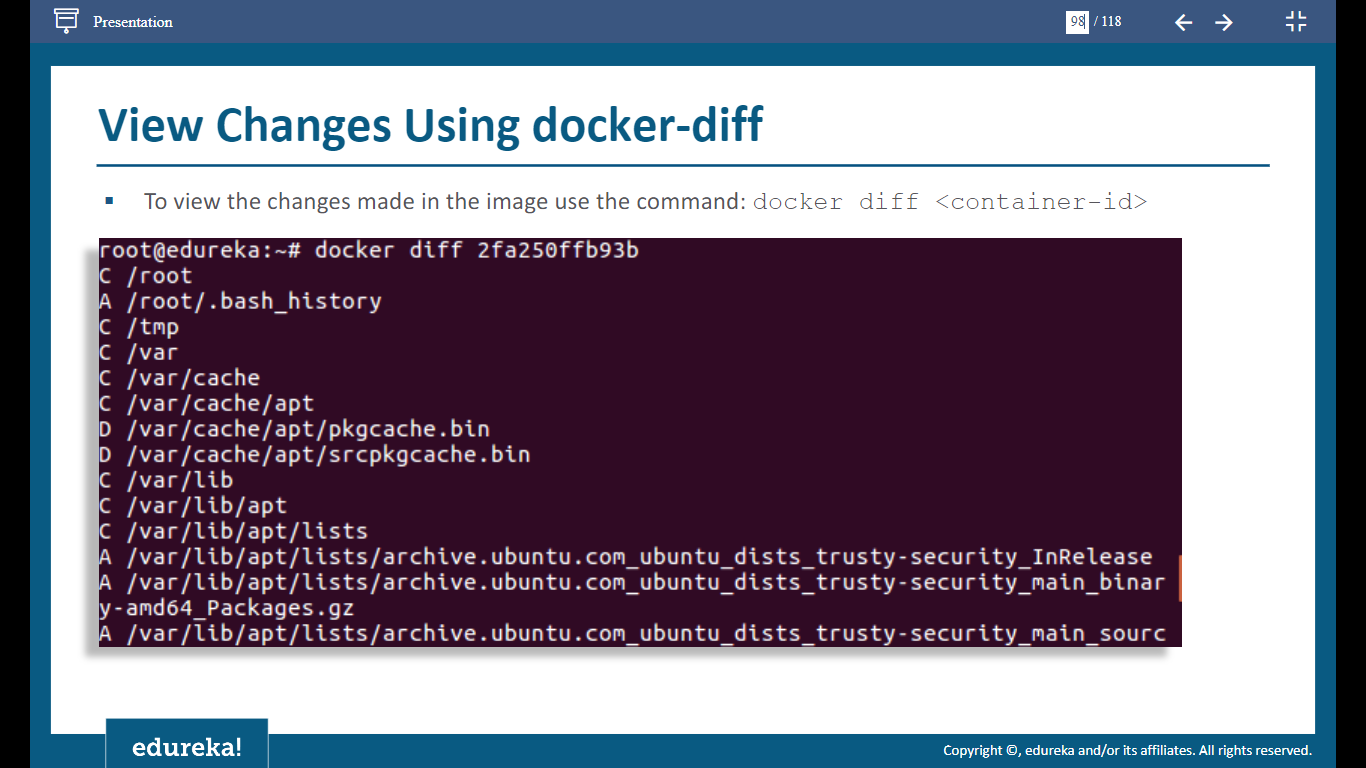 Presentation
98 / 118
View Changes Using docker-diff
▪ To view the changes made in the image use the command: docker diff <container-id>
root@edureka:~# docker diff 2fa250ffb93b
C /root
A /root/.bash_history
C /tmp
C /var
C /var/cache
C /var/cache/apt
D /var/cache/apt/pkgcache.bin
D /var/cache/apt/srcpkgcache.bin
C /var/lib
C /var/lib/apt
C /var/lib/apt/lists
A /var/lib/apt/lists/archive.ubuntu.com_ubuntu_dists_trusty-security_InRelease
A /var/lib/apt/lists/archive.ubuntu.com_ubuntu_dists_trusty-security_main_binar
y-amd64_Packages.gz
A /var/lib/apt/lists/archive.ubuntu.com_ubuntu_dists_trusty-security_main_sourc
edureka!
Copyright ©, edureka and/or its affiliates. All rights reserved.